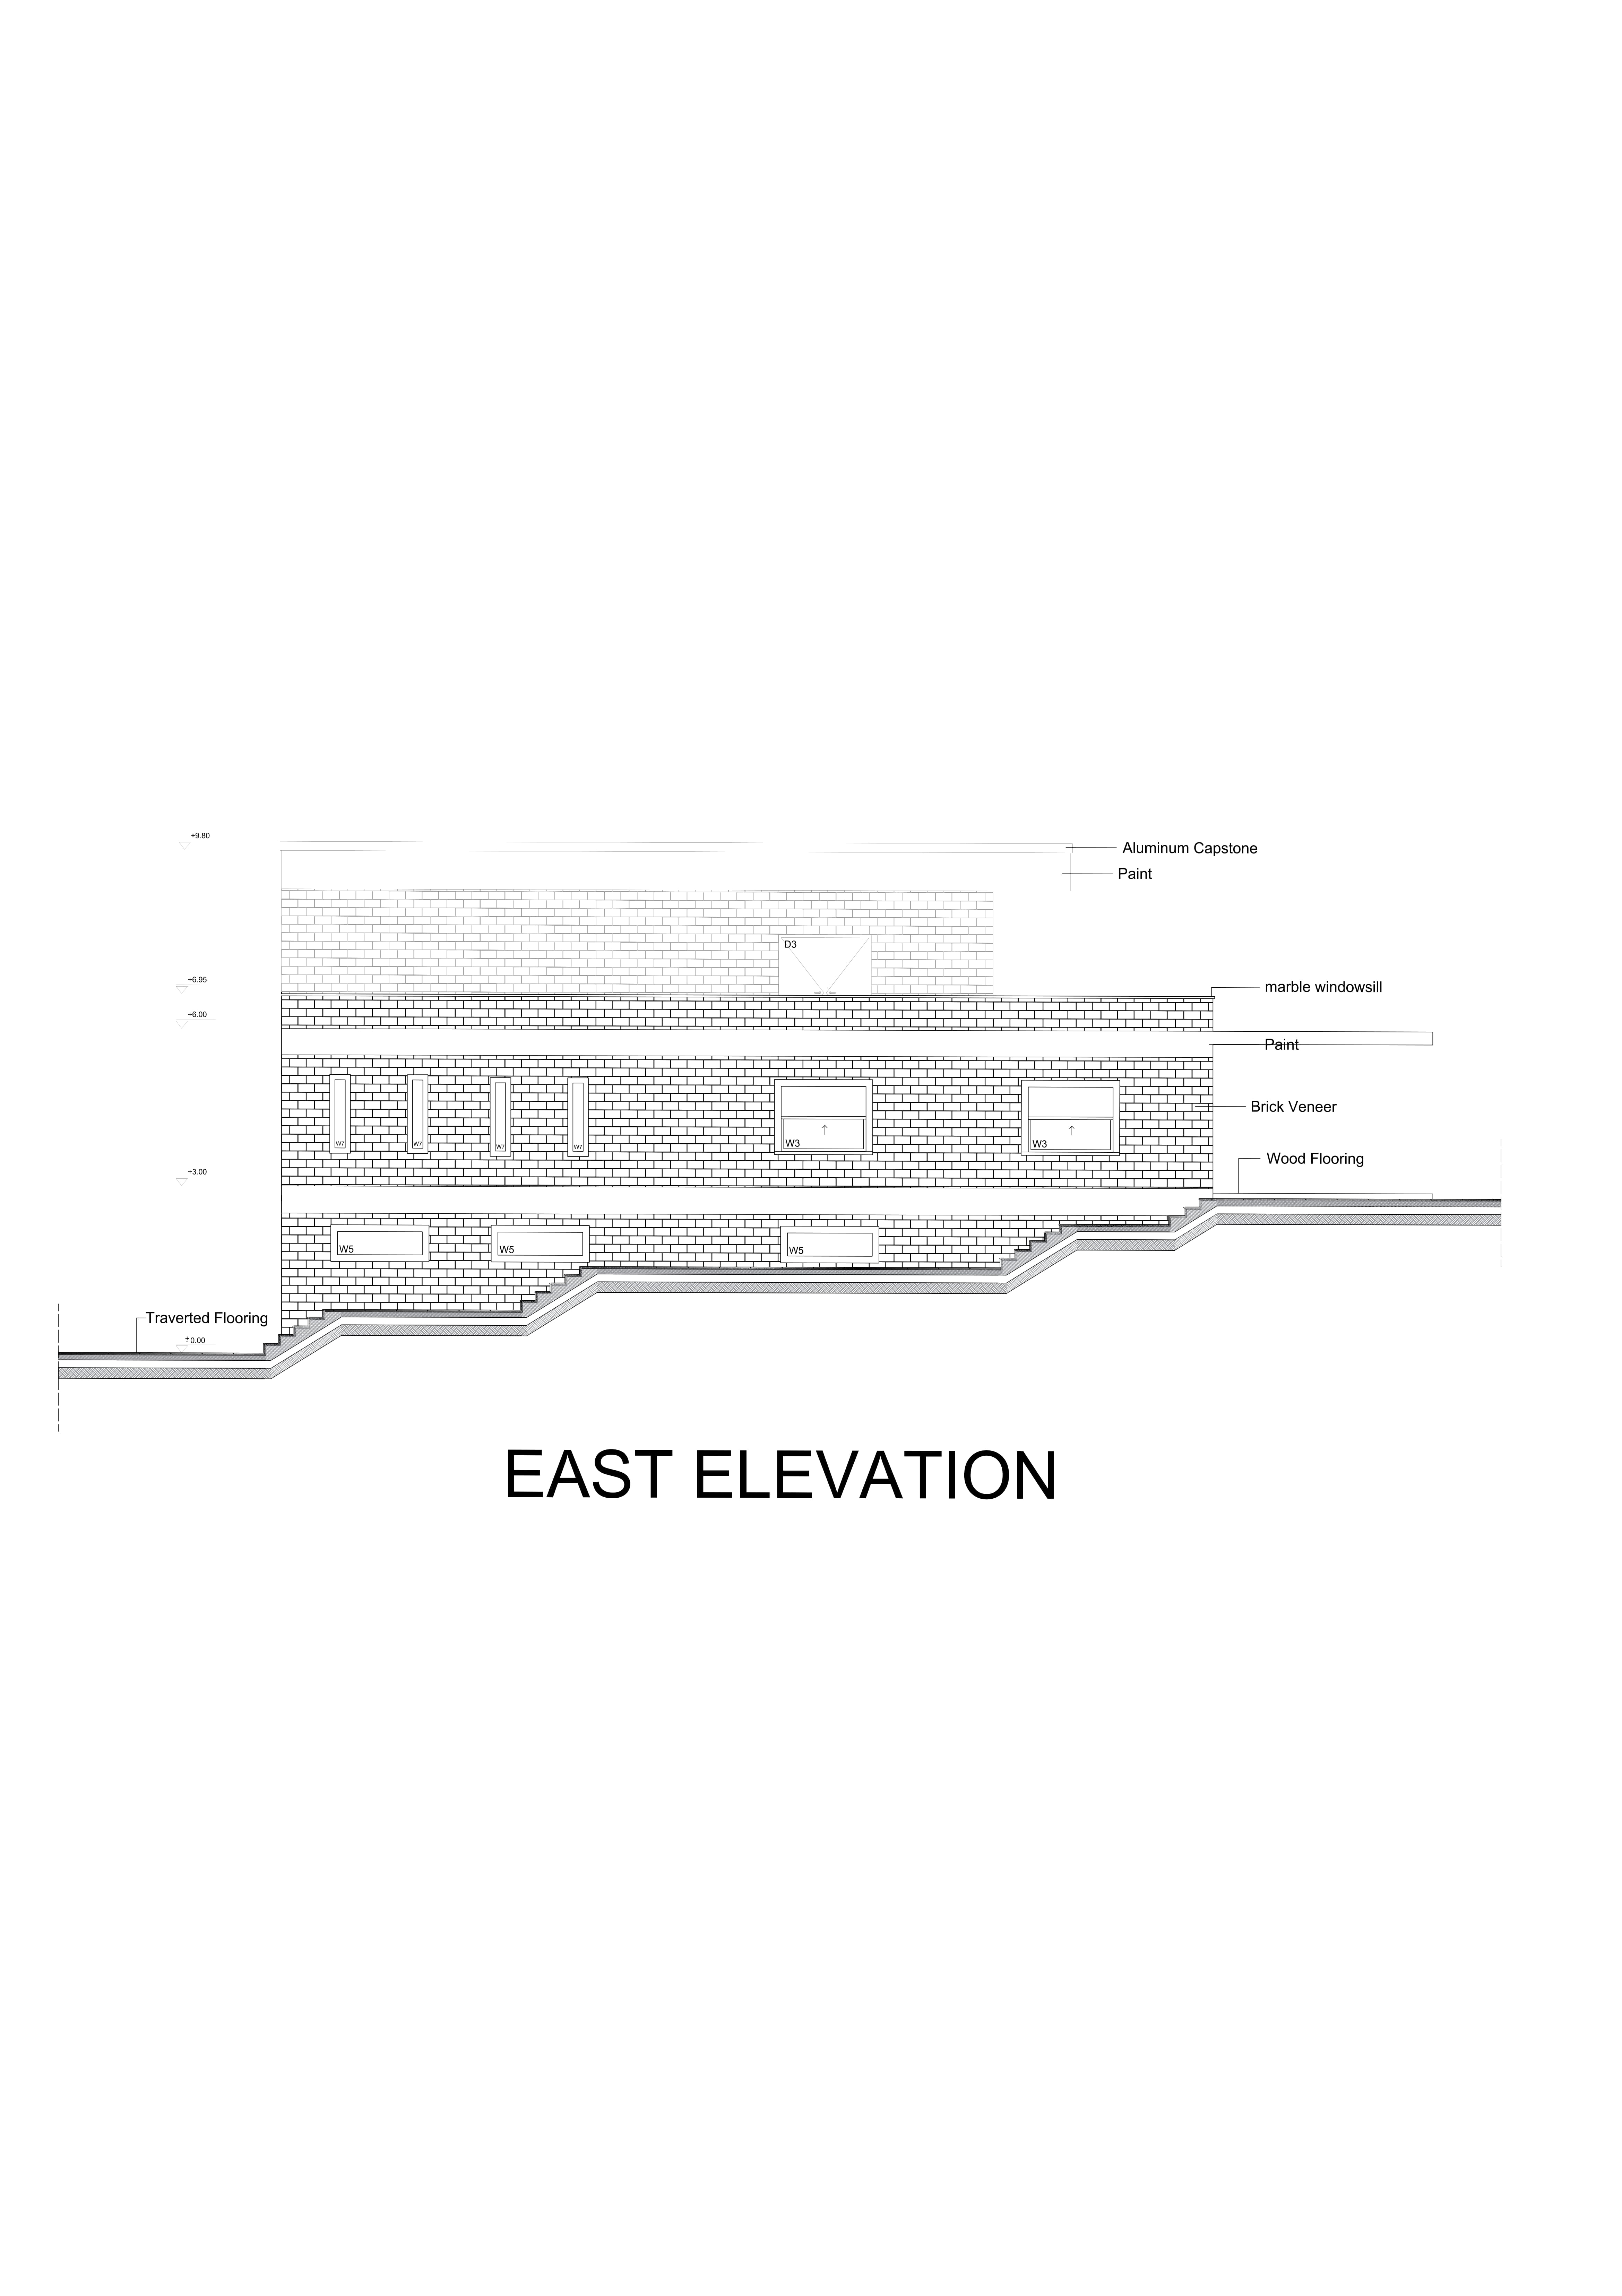 +9.80
Aluminum Capstone
Paint
D3
+6.95
marble windowsill
+6.00
Paint
Brick Veneer
W7 W7 W7 W7 W3 W3
Wood Flooring
+3.00
W5 W5 W5
Traverted Flooring
± 0.00
EAST ELEVATION